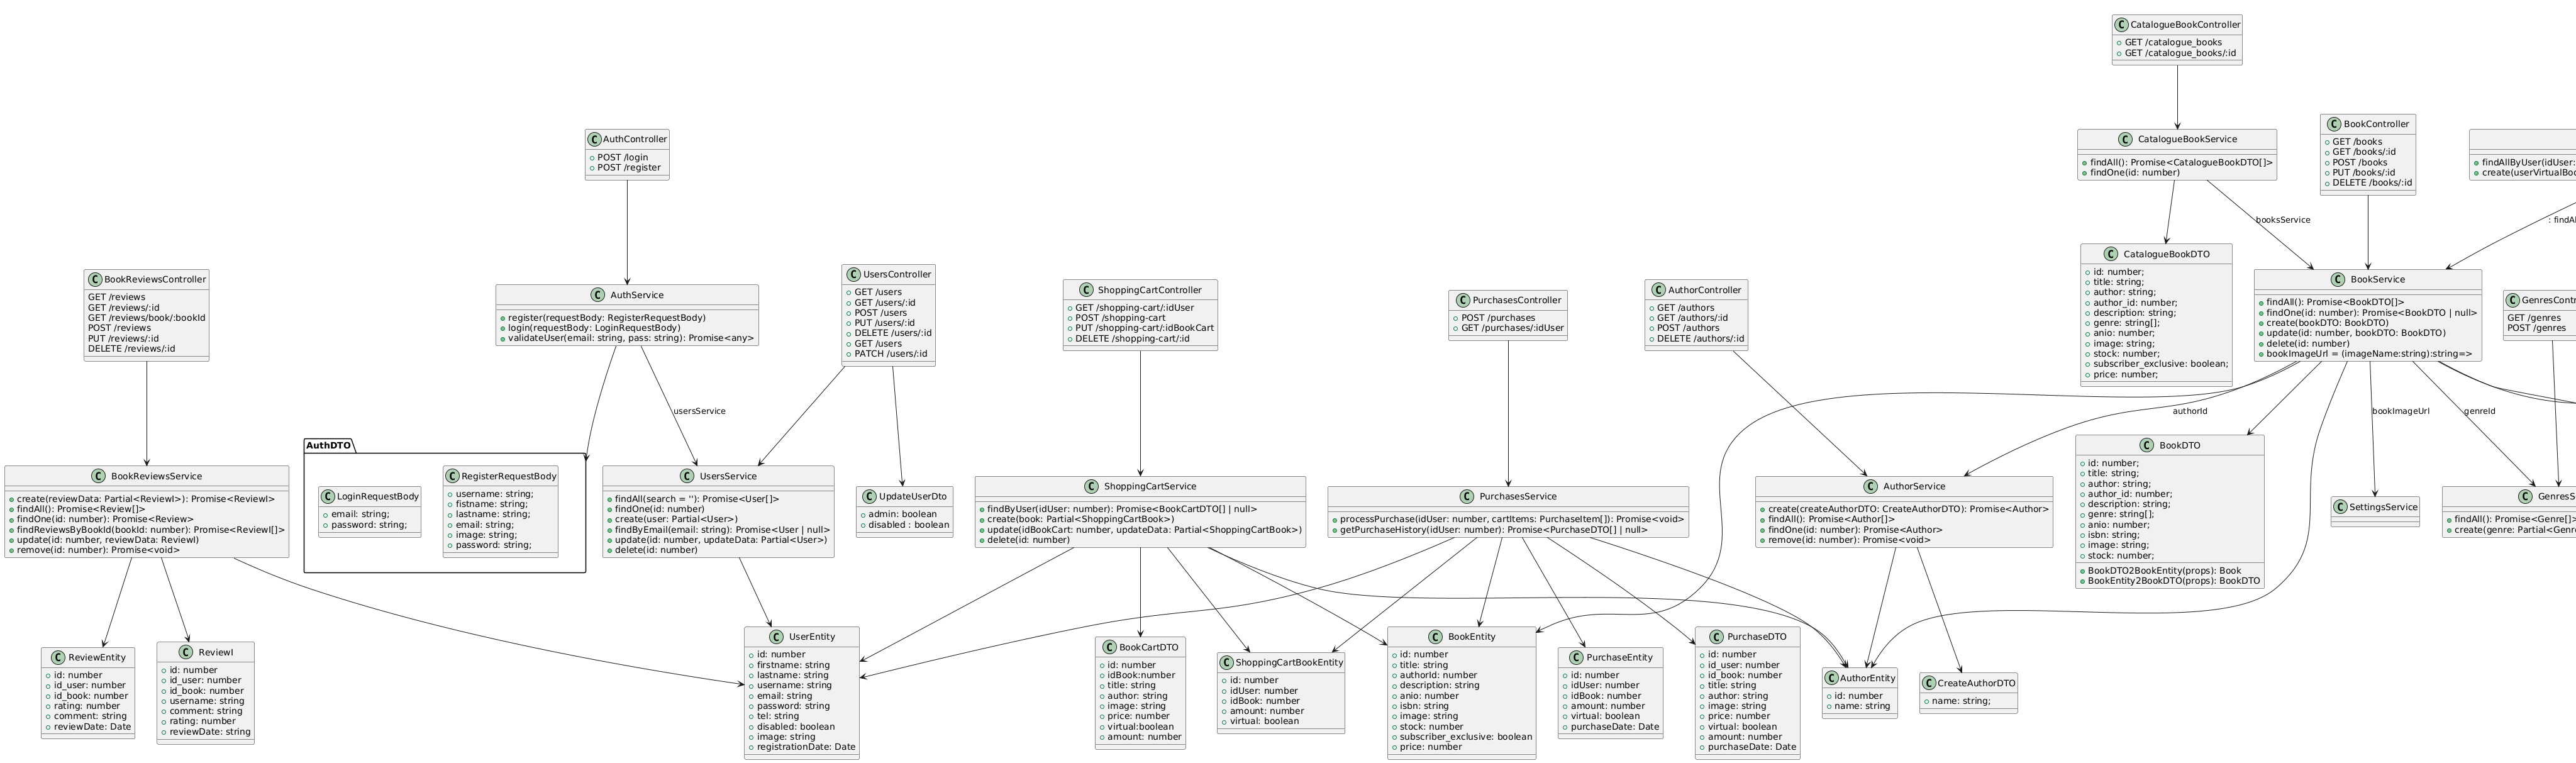 CatalogueBookController
GET /catalogue_books
GET /catalogue_books/:id
AuthController
POST /login
POST /register
CatalogueBookService
findAll(): Promise<CatalogueBookDTO[]>
findOne(id: number)
BookController
GET /books
GET /books/:id
POST /books
PUT /books/:id
DELETE /books/:id
findAllByUser(idUser:
create(userVirtualBoo
booksService
: findAl
BookReviewsController
GET /reviews
GET /reviews/:id
GET /reviews/book/:bookId
POST /reviews
PUT /reviews/:id
DELETE /reviews/:id
AuthService
register(requestBody: RegisterRequestBody)
login(requestBody: LoginRequestBody)
validateUser(email: string, pass: string): Promise<any>
UsersController
GET /users
GET /users/:id
POST /users
PUT /users/:id
DELETE /users/:id
GET /users
PATCH /users/:id
ShoppingCartController
GET /shopping-cart/:idUser
POST /shopping-cart
PUT /shopping-cart/:idBookCart
DELETE /shopping-cart/:id
PurchasesController
POST /purchases
GET /purchases/:idUser
AuthorController
GET /authors
GET /authors/:id
POST /authors
DELETE /authors/:id
CatalogueBookDTO
id: number;
title: string;
author: string;
author_id: number;
description: string;
genre: string[];
anio: number;
image: string;
stock: number;
subscriber_exclusive: boolean;
price: number;
BookService
findAll(): Promise<BookDTO[]>
findOne(id: number): Promise<BookDTO | null>
create(bookDTO: BookDTO)
update(id: number, bookDTO: BookDTO)
delete(id: number)
bookImageUrl = (imageName:string):string=>
GenresContr
GET /genres
POST /genres
usersService
authorId
bookImageUrl
genreId
AuthDTO
LoginRequestBody
email: string;
password: string;
RegisterRequestBody
username: string;
fistname: string;
lastname: string;
email: string;
image: string;
password: string;
BookReviewsService
create(reviewData: Partial<ReviewI>): Promise<ReviewI>
findAll(): Promise<Review[]>
findOne(id: number): Promise<Review>
findReviewsByBookId(bookId: number): Promise<ReviewI[]>
update(id: number, reviewData: ReviewI)
remove(id: number): Promise<void>
UsersService
findAll(search = ''): Promise<User[]>
findOne(id: number)
create(user: Partial<User>)
findByEmail(email: string): Promise<User | null>
update(id: number, updateData: Partial<User>)
delete(id: number)
UpdateUserDto
admin: boolean
disabled : boolean
ShoppingCartService
findByUser(idUser: number): Promise<BookCartDTO[] | null>
create(book: Partial<ShoppingCartBook>)
update(idBookCart: number, updateData: Partial<ShoppingCartBook>)
delete(id: number)
PurchasesService
processPurchase(idUser: number, cartItems: PurchaseItem[]): Promise<void>
getPurchaseHistory(idUser: number): Promise<PurchaseDTO[] | null>
AuthorService
create(createAuthorDTO: CreateAuthorDTO): Promise<Author>
findAll(): Promise<Author[]>
findOne(id: number): Promise<Author>
remove(id: number): Promise<void>
BookDTO
id: number;
title: string;
author: string;
author_id: number;
description: string;
genre: string[];
anio: number;
isbn: string;
image: string;
stock: number;
BookDTO2BookEntity(props): Book
BookEntity2BookDTO(props): BookDTO
SettingsService
GenresS
findAll(): Promise<Genre[]>
create(genre: Partial<Genre
ReviewEntity
id: number
id_user: number
id_book: number
rating: number
comment: string
reviewDate: Date
ReviewI
id: number
id_user: number
id_book: number
username: string
comment: string
rating: number
reviewDate: string
UserEntity
id: number
firstname: string
lastname: string
username: string
email: string
password: string
tel: string
disabled: boolean
image: string
registrationDate: Date
BookCartDTO
id: number
idBook:number
title: string
author: string
image: string
price: number
virtual:boolean
amount: number
ShoppingCartBookEntity
id: number
idUser: number
idBook: number
amount: number
virtual: boolean
BookEntity
id: number
title: string
authorId: number
description: string
anio: number
isbn: string
image: string
stock: number
subscriber_exclusive: boolean
price: number
PurchaseEntity
id: number
idUser: number
idBook: number
amount: number
virtual: boolean
purchaseDate: Date
PurchaseDTO
id: number
id_user: number
id_book: number
title: string
author: string
image: string
price: number
virtual: boolean
amount: number
purchaseDate: Date
AuthorEntity
id: number
name: string
CreateAuthorDTO
name: string;